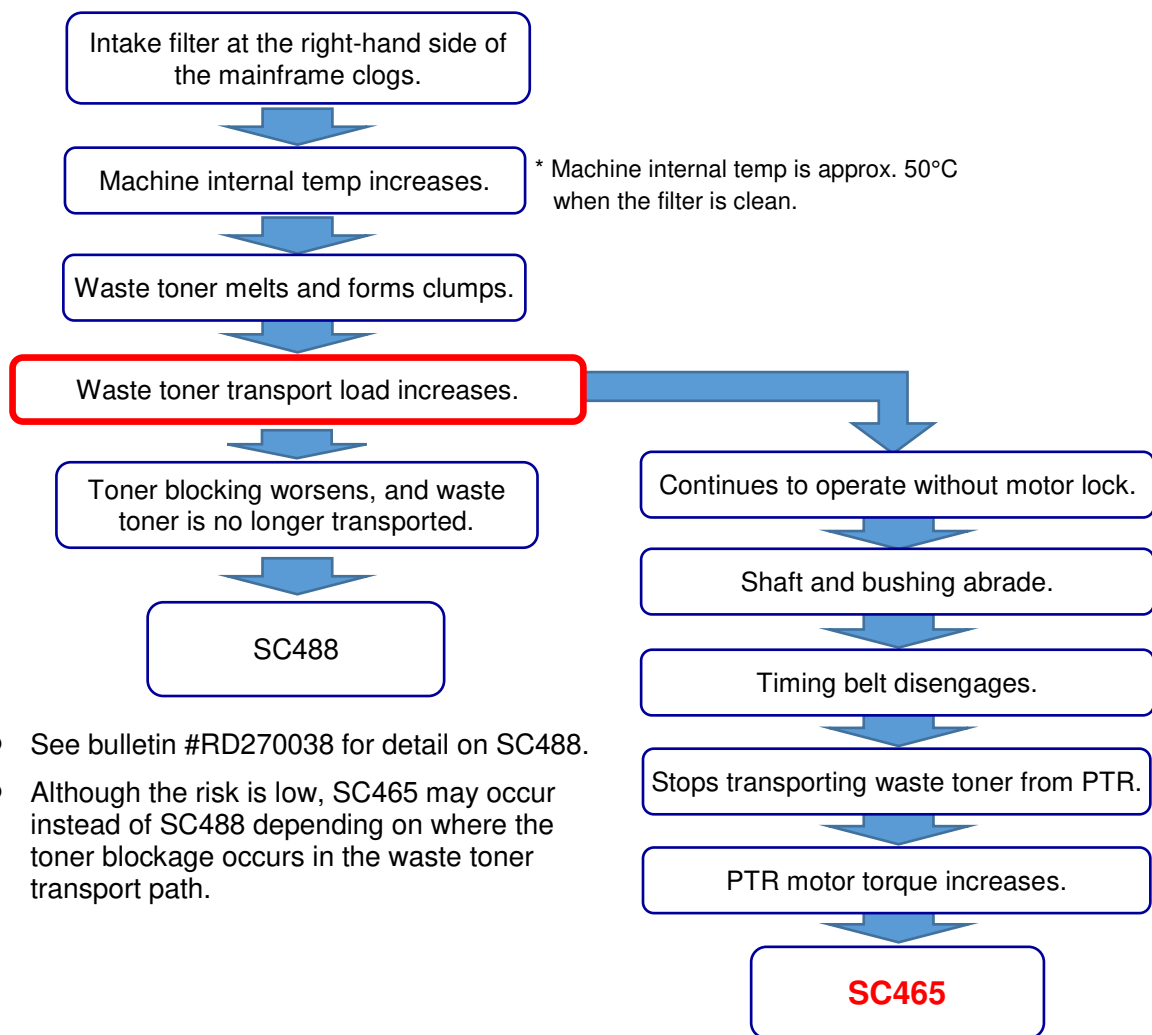 Intake filter at the right-hand side of
the mainframe clogs.
Machine internal temp increases.
* Machine internal temp is approx. 50°C
when the filter is clean.
Waste toner melts and forms clumps.
Waste toner transport load increases.
Toner blocking worsens, and waste
toner is no longer transported.
SC488
See bulletin #RD270038 for detail on SC488.
Although the risk is low, SC465 may occur
instead of SC488 depending on where the
toner blockage occurs in the waste toner
transport path.
Continues to operate without motor lock.
Shaft and bushing abrade.
Timing belt disengages.
Stops transporting waste toner from PTR.
PTR motor torque increases.
SC465